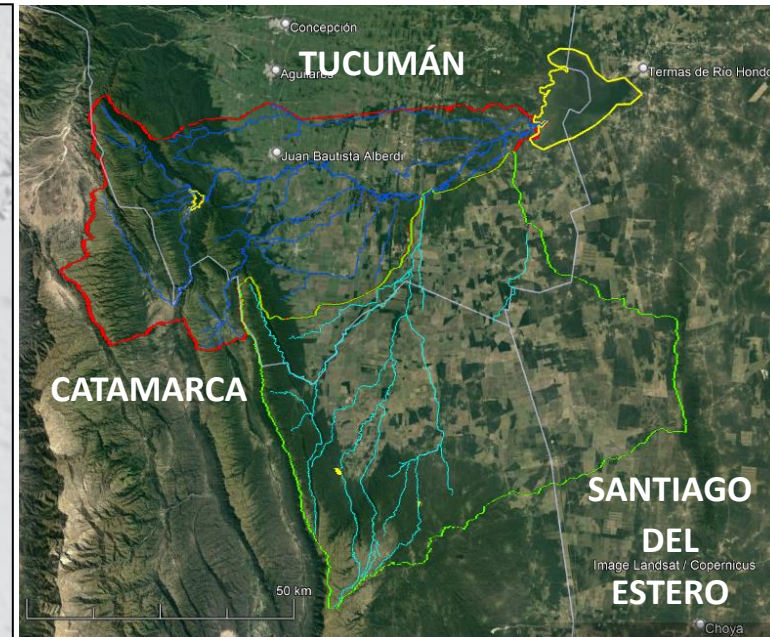 Concepción
TUCUMÁN
Aguilares
Termas de Río Hondo
Juan Bautista Alberdi
CATAMARCA
SANTIAGO
DEL
Image Landsat / Copernicus
ESTERO
50 km
Choya